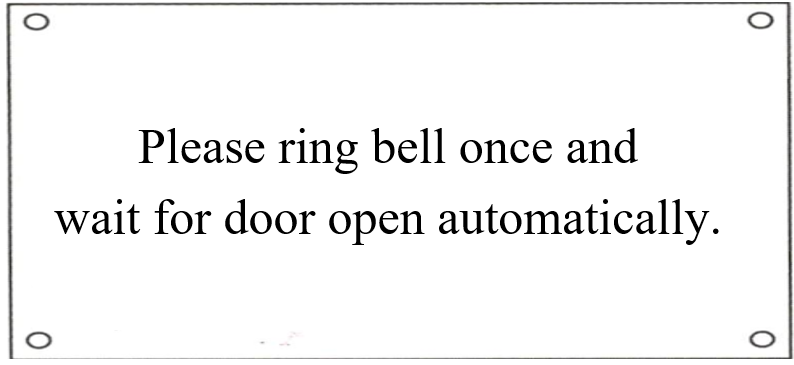 Please ring bell once and
wait for door open automatically.